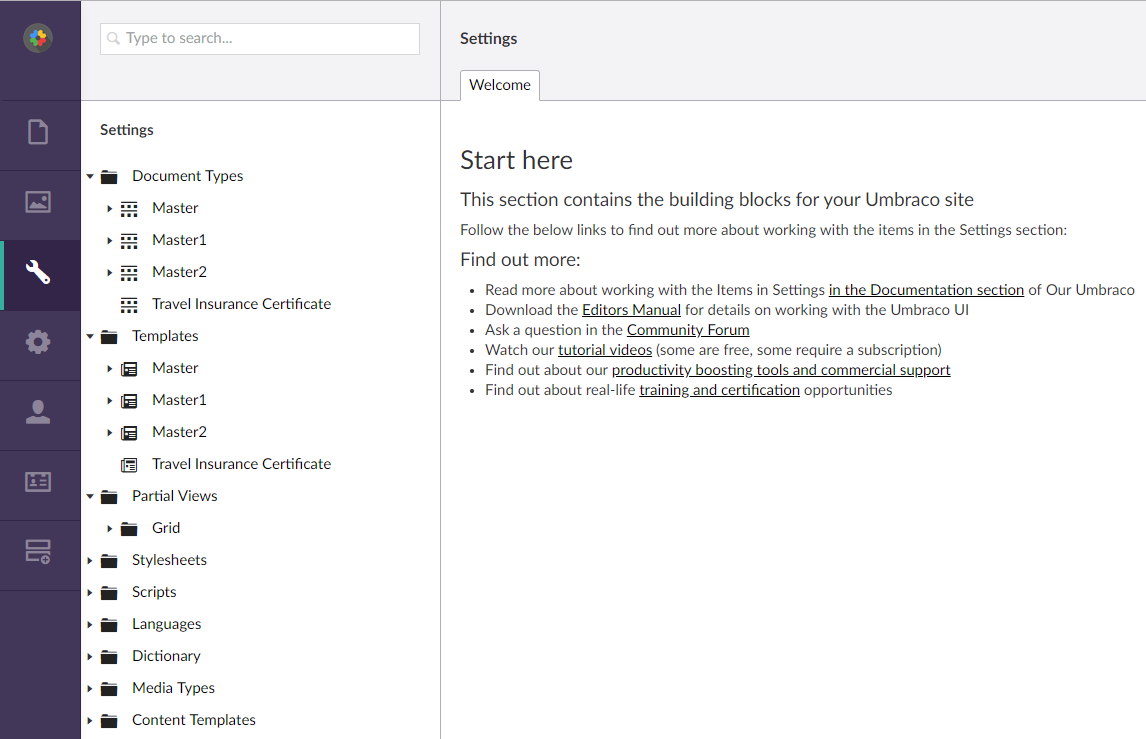 Type to search...
Settings
Document Types
Master
Master1
Master2
Travel Insurance Certificate
Templates
Master
Master1
Master2
Travel Insurance Certificate
Partial Views
Grid
Stylesheets
Scripts
Languages
Dictionary
Media Types
Content Templates
Settings
Welcome
Start here
This section contains the building blocks for your Umbraco site
Follow the below links to find out more about working with the items in the Settings section:
Find out more:
Read more about working with the Items in Settings in the Documentation section of Our Umbraco
Download the Editors Manual for details on working with the Umbraco UI
Ask a question in the Community Forum
Watch our tutorial videos (some are free, some require a subscription)
Find out about our productivity boosting tools and commercial support
Find out about real-life training and certification opportunities